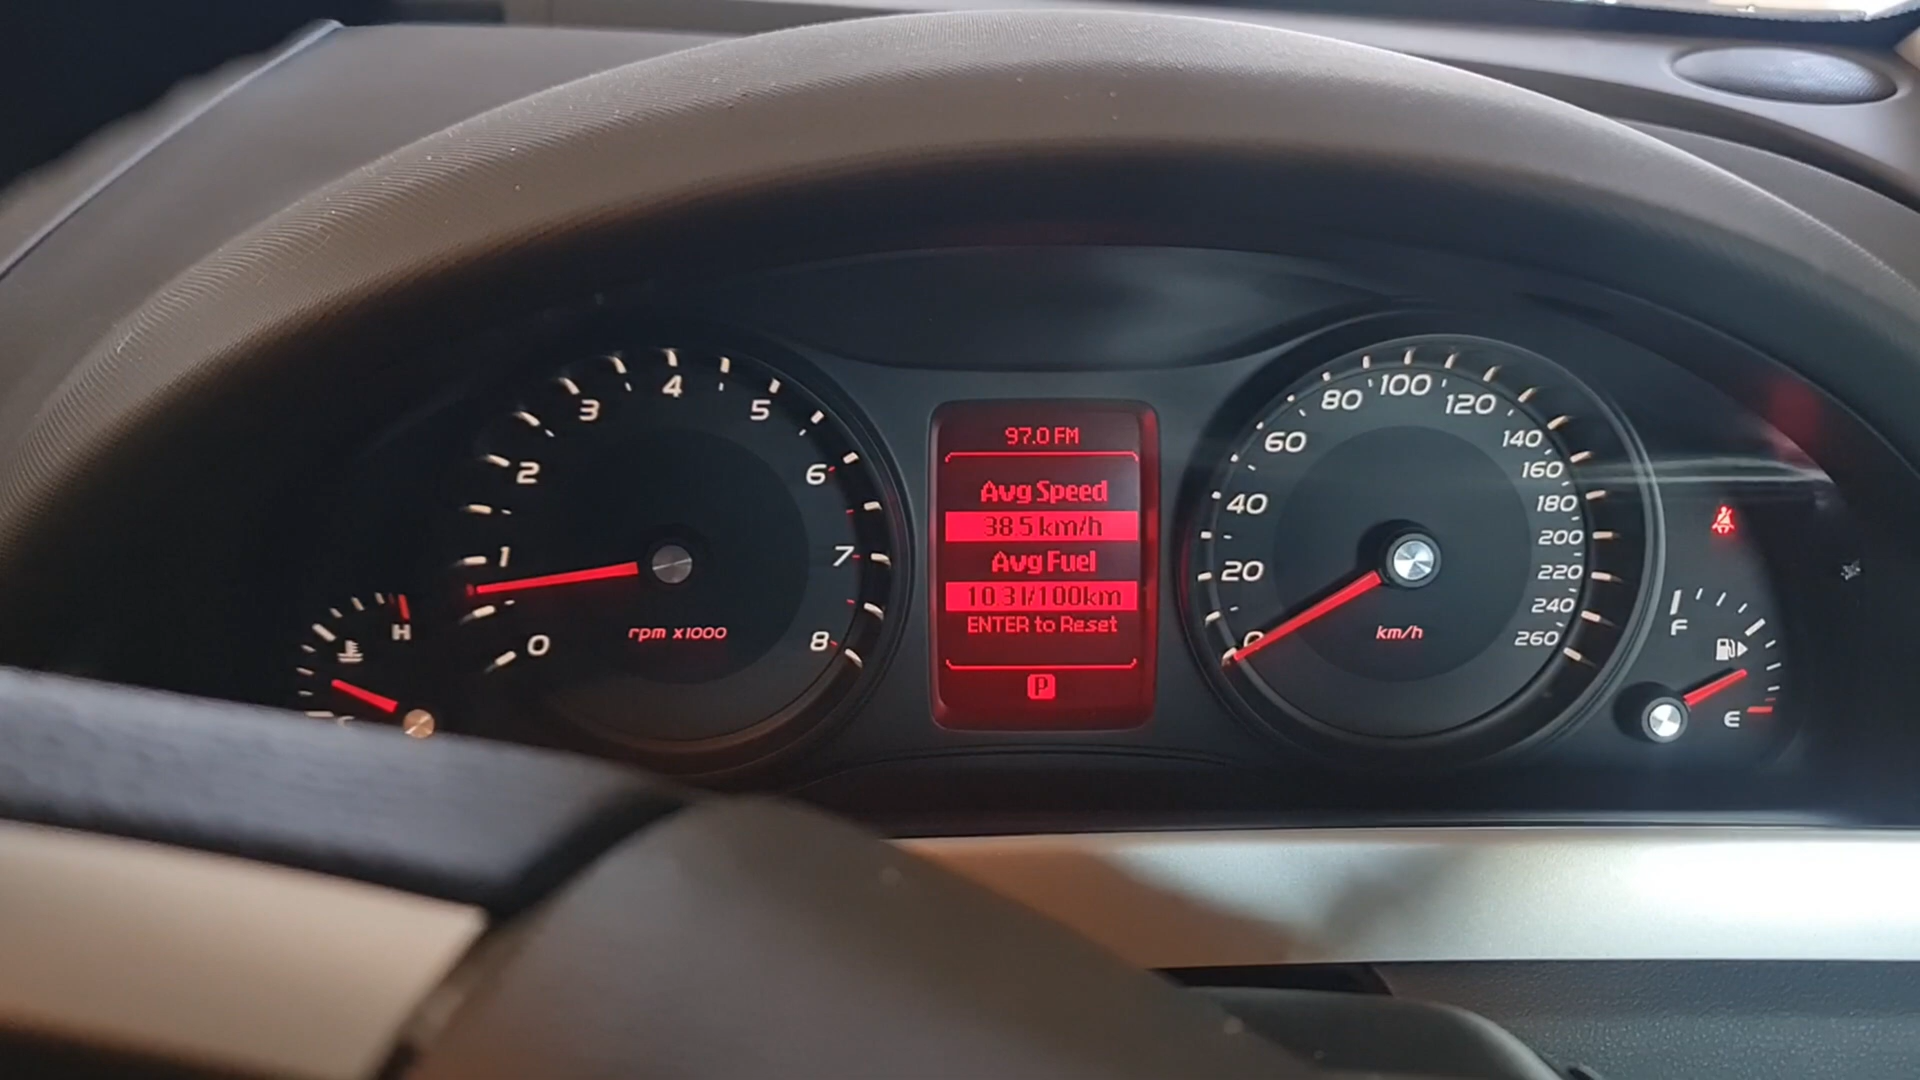 97.0 FM
Avg Speed
38.5 km/h
Avg Fuel
10.3 l/100km
ENTER to Reset
P
0
1
2
3
4
5
6
7
8
rpm x1000
H
0
20
40
60
80
100
120
140
160
180
200
220
240
260
km/h
F
E